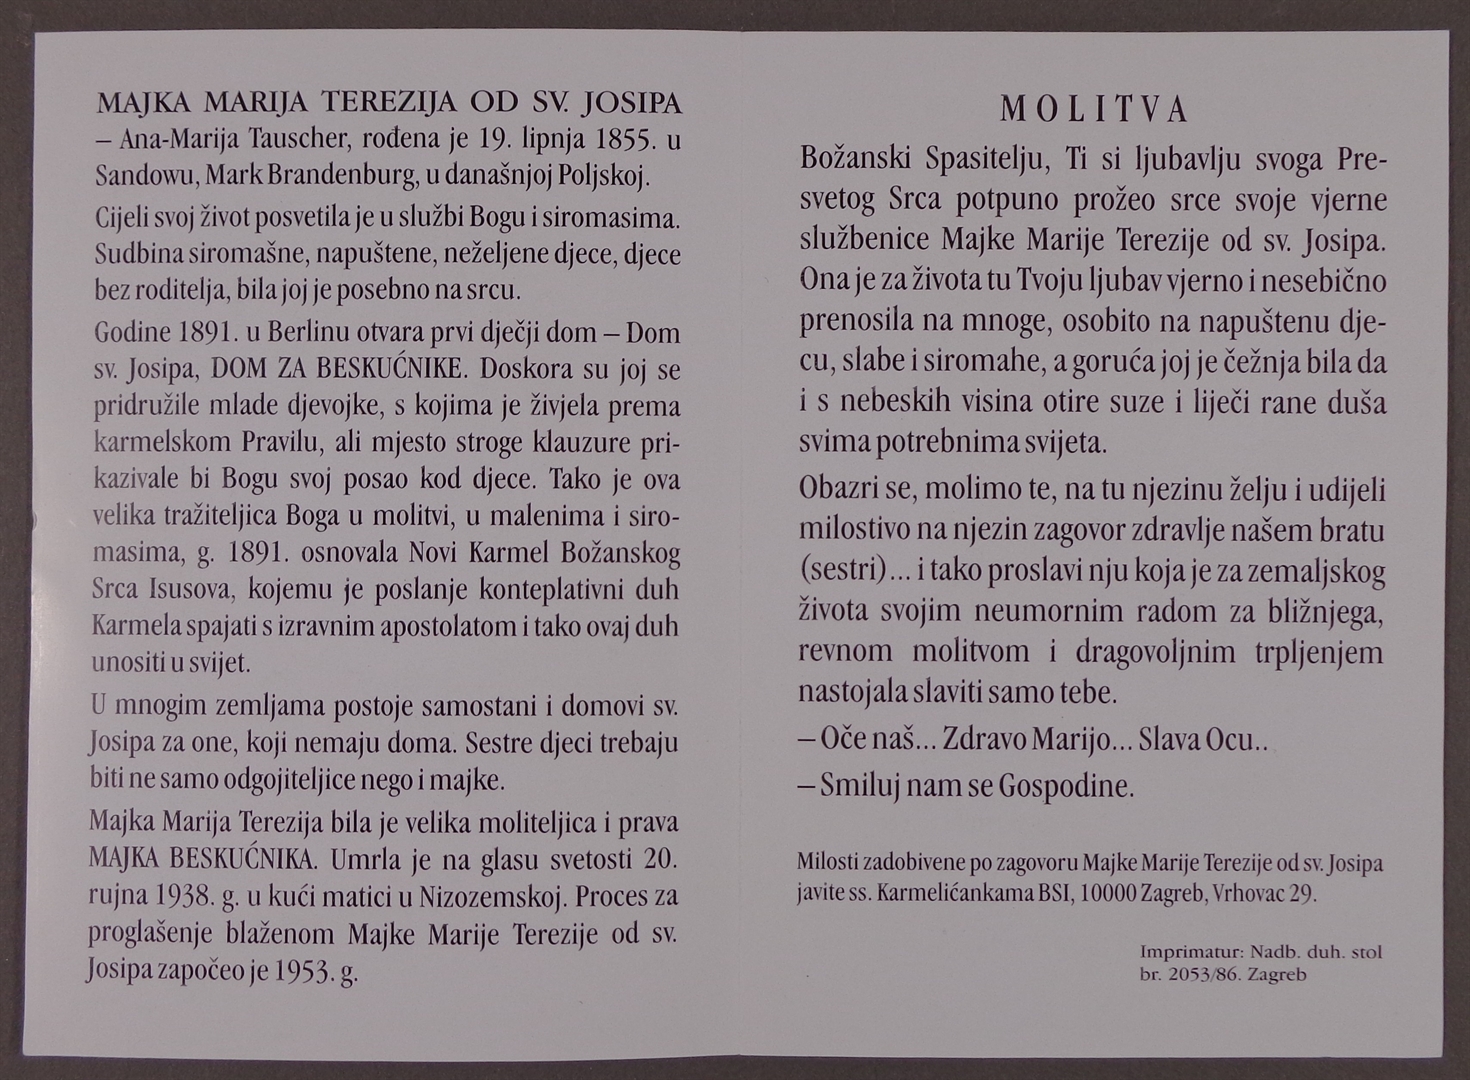 MAJKA MARIJA TEREZIJA OD SV. JOSIPA
– Ana-Marija Tauscher, rođena je 19. lipnja 1855. u
Sandowu, Mark Brandenburg, u današnjoj Poljskoj.
Cijeli svoj život posvetila je u službi Bogu i siromasima.
Sudbina siromašne, napuštene, neželjene djece, djece
bez roditelja, bila joj je posebno na srcu.
Godine 1891. u Berlinu otvara prvi dječji dom – Dom
sv. Josipa, DOM ZA BESKUĆNIKE. Doskora su joj se
pridružile mlade djevojke, s kojima je živjela prema
karmelskom Pravilu, ali mjesto stroge klauzure pri-
kazivale bi Bogu svoj posao kod djece. Tako je ova
velika tražiteljica Boga u molitvi, u malenima i siro-
masima, g. 1891. osnovala Novi Karmel Božanskog
Srca Isusova, kojemu je poslanje konteplativni duh
Karmela spajati s izravnim apostolatom i tako ovaj duh
unositi u svijet.
U mnogim zemljama postoje samostani i domovi sv.
Josipa za one, koji nemaju doma. Sestre djeci trebaju
biti ne samo odgojiteljice nego i majke.
Majka Marija Terezija bila je velika moliteljica i prava
MAJKA BESKUĆNIKA. Umrla je na glasu svetosti 20.
rujna 1938. g. u kući matici u Nizozemskoj. Proces za
proglašenje blaženom Majke Marije Terezije od sv.
Josipa započeo je 1953. g.
MOLITVA
Božanski Spasitelju, Ti si ljubavlju svoga Pre-
svetog Srca potpuno prožeo srce svoje vjerne
službenice Majke Marije Terezije od sv. Josipa.
Ona je za života tu Tvoju ljubav vjerno i nesebično
prenosila na mnoge, osobito na napuštenu dje-
cu, slabe i siromahe, a goruća joj je čežnja bila da
i s nebeskih visina otire suze i liječi rane duša
svima potrebnima svijeta.
Obazri se, molimo te, na tu njezinu želju i udijeli
milostivo na njezin zagovor zdravlje našem bratu
(sestri)... i tako proslavi nju koja je za zemaljskog
života svojim neumornim radom za bližnjega,
revnom molitvom i dragovoljnim trpljenjem
nastojala slaviti samo tebe.
– Oče naš... Zdravo Marijo... Slava Ocu..
– Smiluj nam se Gospodine.
Milosti zadobivene po zagovoru Majke Marije Terezije od sv. Josipa
javite ss. Karmelićankama BSI, 10000 Zagreb, Vrhovac 29.
Imprimatur: Nadb. duh. stol
br. 2053/86. Zagreb